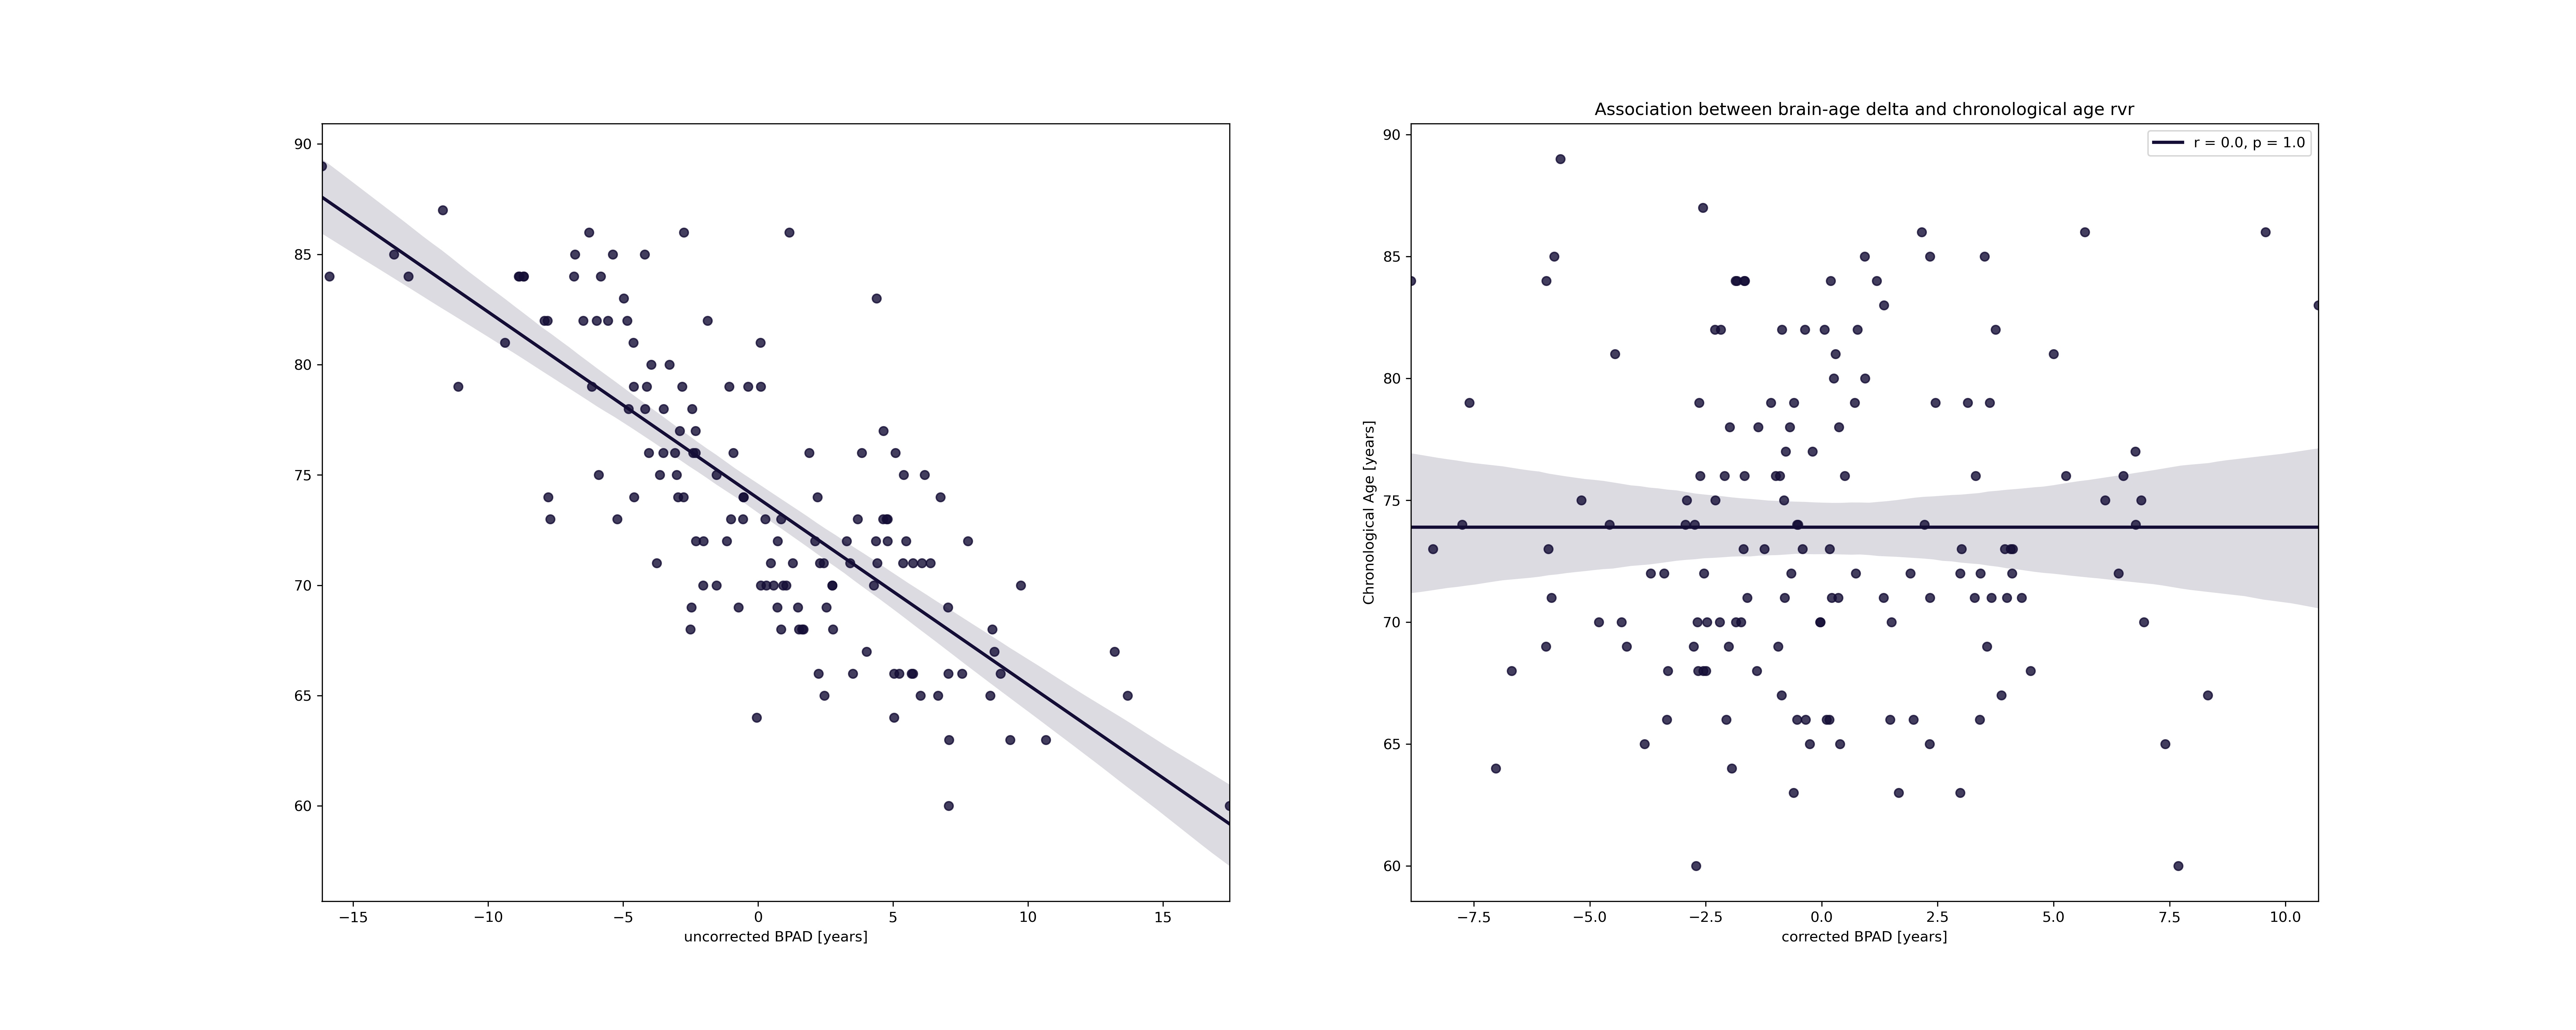 90
85
80
75
70
65
60
−15 −10 −5 0 5 10 15
uncorrected BPAD [years]
Association between brain-age delta and chronological age rvr
r = 0.0, p = 1.0
Chronological Age [years]
90
85
80
75
70
65
60
−7.5 −5.0 −2.5 0.0 2.5 5.0 7.5 10.0
corrected BPAD [years]